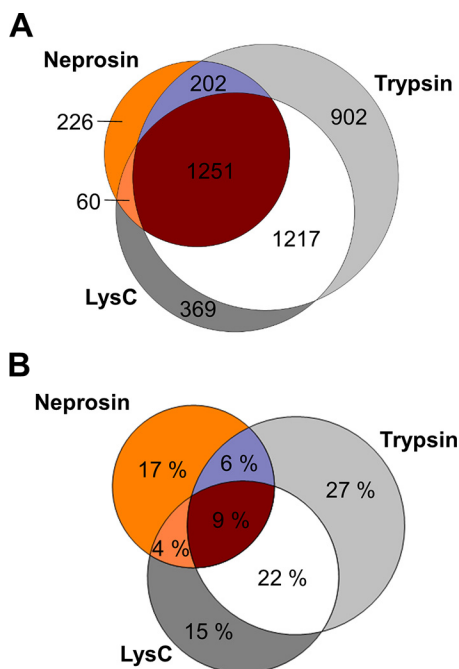 A
Neprosin
Trypsin
202
902
226
1251
60
1217
LysC
369
B
Neprosin
Trypsin
17 %
6 %
27 %
9 %
4 %
22 %
15 %
LysC